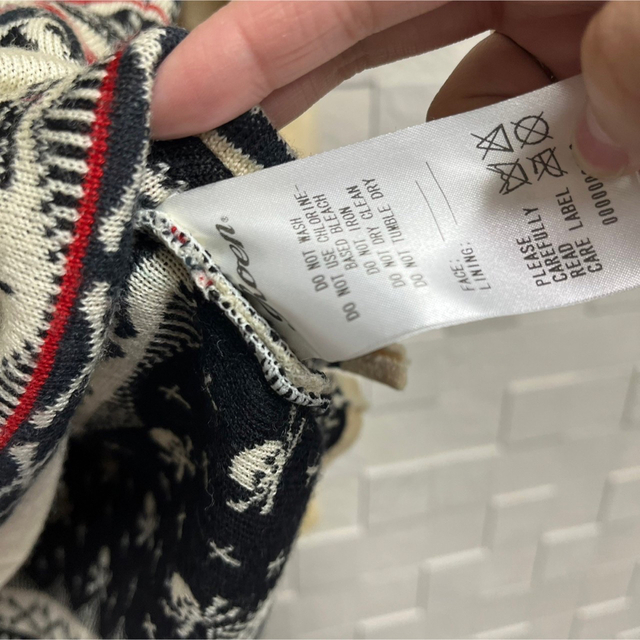 DO NOT WASH
DO NOT USE CHLORINE-
BASED BLEACH
DO NOT IRON
DO NOT DRY CLEAN
DO NOT TUMBLE DRY
FACE:
LINING:
PLEASE
CAREFULLY
READ
CARE LABEL